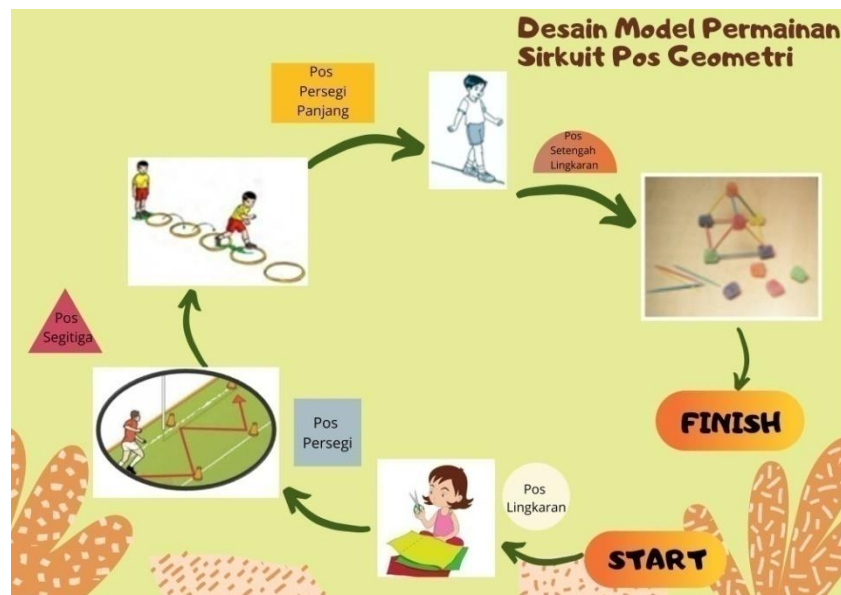 Desain Model Permainan
Sirkuit Pos Geometri
Pos
Persegi
Panjang
Pos
Setengah
Lingkaran
Pos
Segitiga
Pos
Persegi
Pos
Lingkaran
FINISH
START